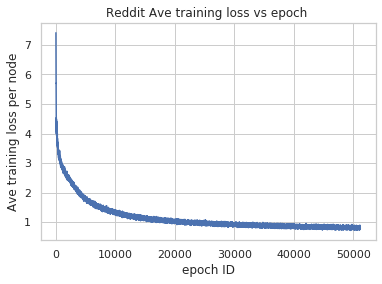 Reddit Ave training loss vs epoch
Ave training loss per node
7
6
5
4
3
2
1
0 10000 20000 30000 40000 50000
epoch ID